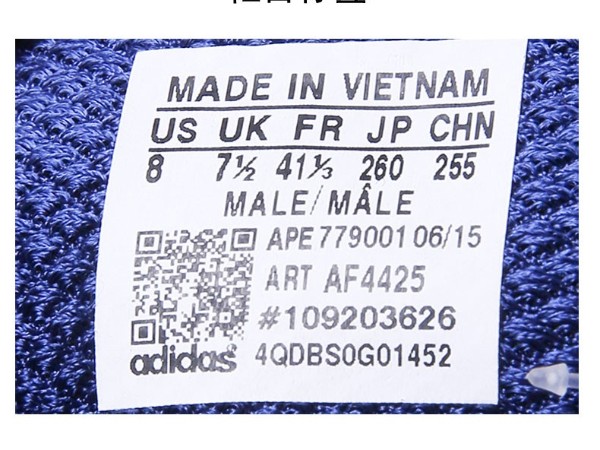 MADE IN VIETNAM
US UK FR JP CHN
8 7½ 41⅓ 260 255
MALE/MÂLE
APE 779001 06/15
ART AF4425
#109203626
adidas 4QDBS0G01452